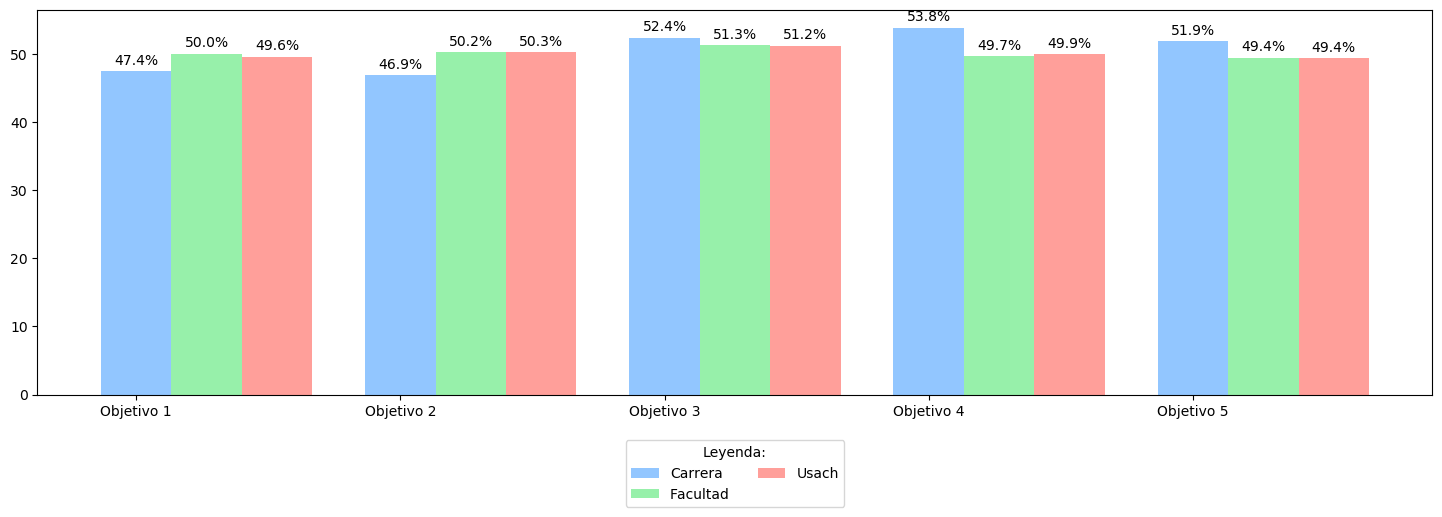 53.8%
52.4%
51.9%
51.3%
51.2%
50.0%
49.6%
50.2%
50.3%
49.7%
49.9%
49.4%
49.4%
47.4%
46.9%
50
40
30
20
10
0
Objetivo 1
Objetivo 2
Objetivo 3
Objetivo 4
Objetivo 5
Leyenda:
Carrera
Usach
Facultad